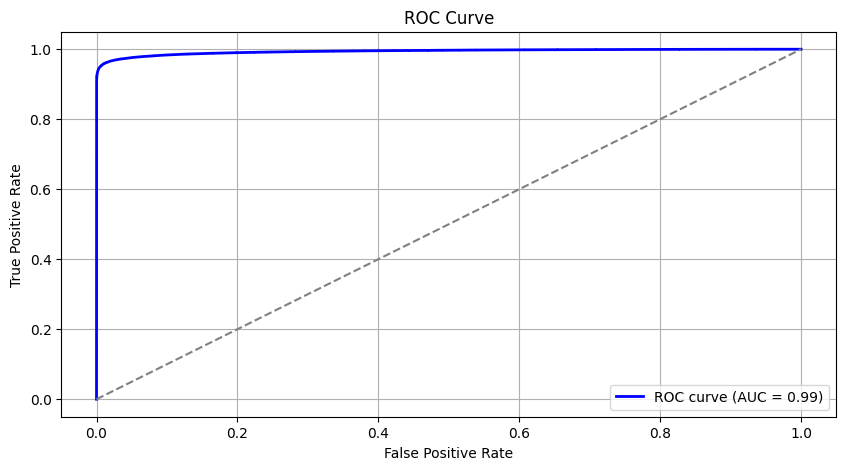 ROC Curve
True Positive Rate
1.0
0.8
0.6
0.4
0.2
0.0
0.0 0.2 0.4 0.6 0.8 1.0
False Positive Rate
ROC curve (AUC = 0.99)